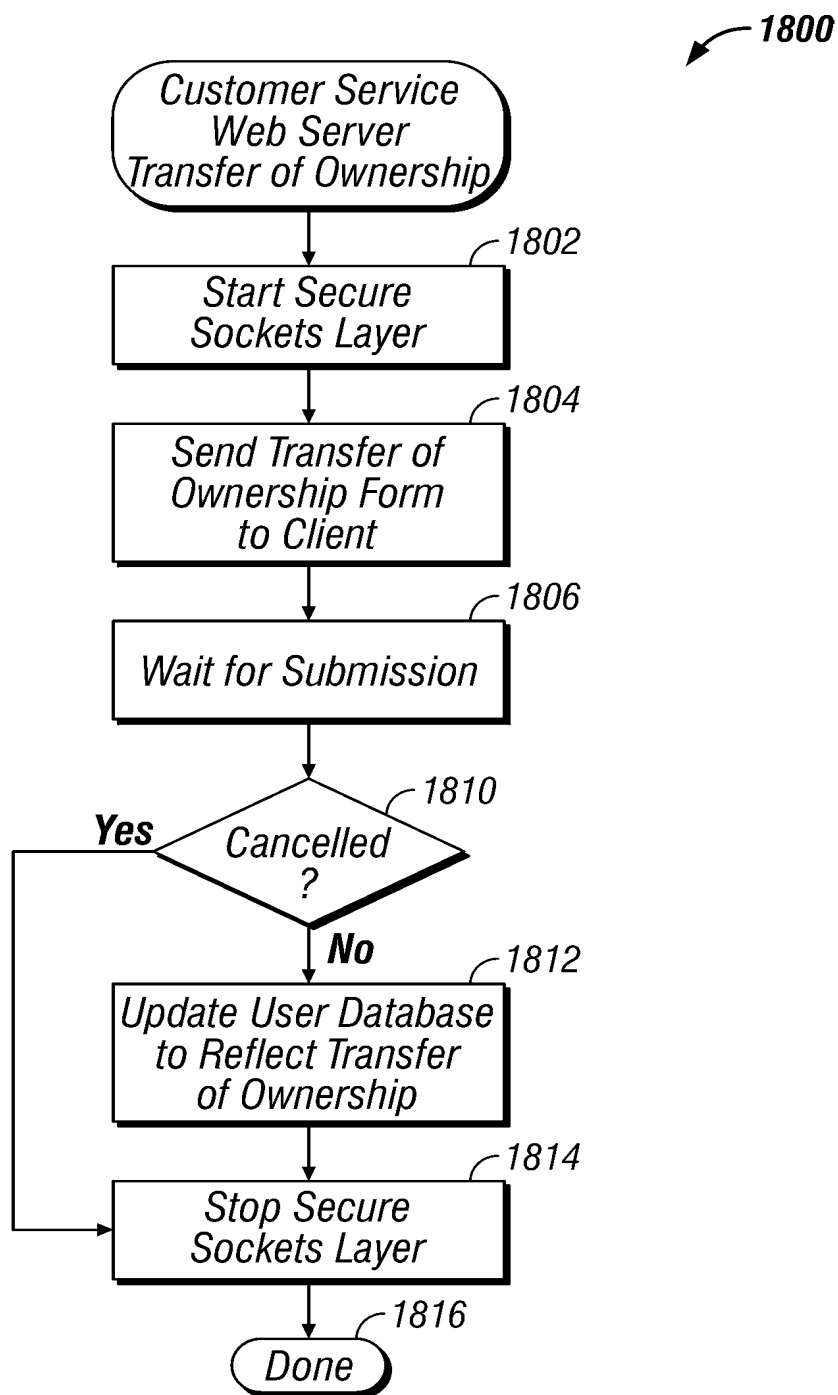 1800
Customer Service
Web Server
Transfer of Ownership
1802
Start Secure
Sockets Layer
1804
Send Transfer of
Ownership Form
to Client
1806
Wait for Submission
1810
Yes
Cancelled
?
No
1812
Update User Database
to Reflect Transfer
of Ownership
1814
Stop Secure
Sockets Layer
1816
Done